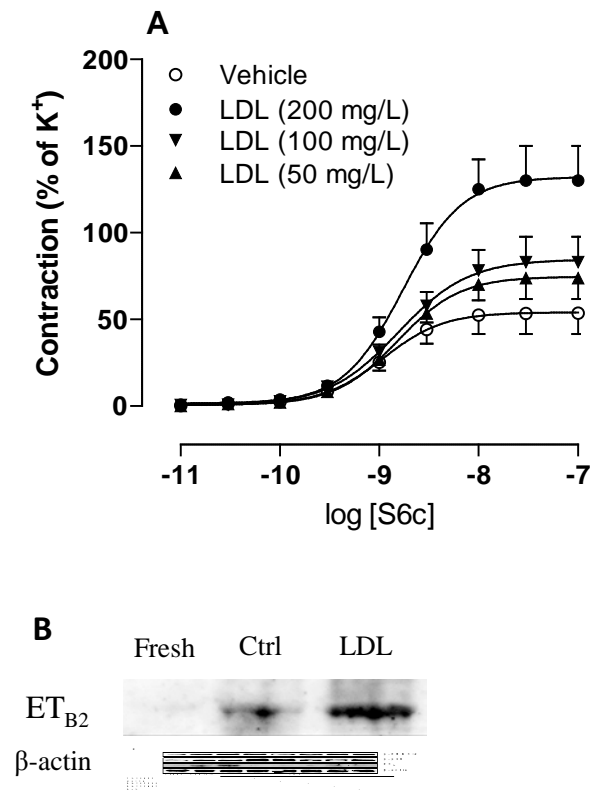 A
200
150
100
50
0
Contraction (% of K⁺)
Vehicle
LDL (200 mg/L)
LDL (100 mg/L)
LDL (50 mg/L)
-11 -10 -9 -8 -7
log [S6c]
B
Fresh Ctrl LDL
ET_B2
β-actin